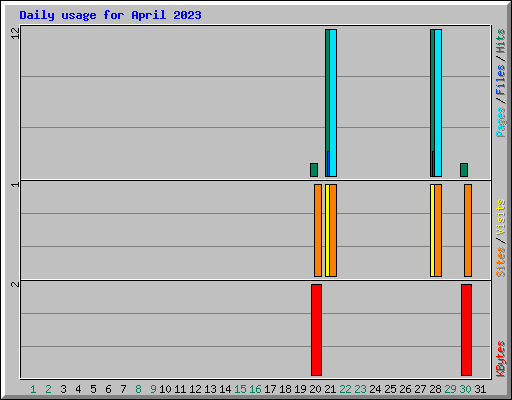 Daily usage for April 2023
12
1
2
Pages / Files / Hits
Sites / Visits
KBytes
1 2 3 4 5 6 7 8 9 10 11 12 13 14 15 16 17 18 19 20 21 22 23 24 25 26 27 28 29 30 31